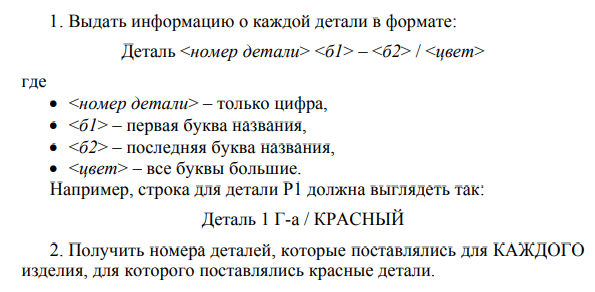 1. Выдать информацию о каждой детали в формате:
Деталь <номер детали> <б1> – <б2> / <цвет>
где
• <номер детали> – только цифра,
• <б1> – первая буква названия,
• <б2> – последняя буква названия,
• <цвет> – все буквы большие.
Например, строка для детали P1 должна выглядеть так:
Деталь 1 Г-а / КРАСНЫЙ
2. Получить номера деталей, которые поставлялись для КАЖДОГО
изделия, для которого поставлялись красные детали.